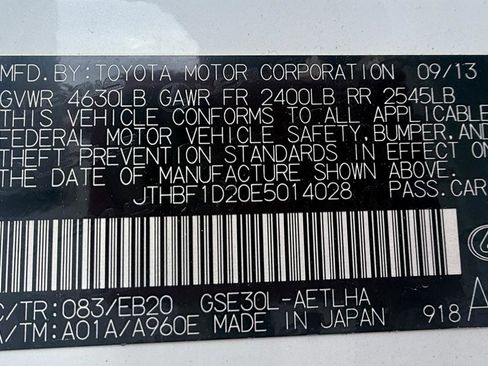 MFD. BY: TOYOTA MOTOR CORPORATION 09/13
GVWR 4630LB GAWR FR 2400LB RR 2545LB
THIS VEHICLE CONFORMS TO ALL APPLICABLE
FEDERAL MOTOR VEHICLE SAFETY, BUMPER, AND
THEFT PREVENTION STANDARDS IN EFFECT ON
THE DATE OF MANUFACTURE SHOWN ABOVE.
JTHBF1D20E5014028 PASS. CAR
C/TR: 083/EB20 GSE30L-AETLHA
A/TM: A01A/A960E MADE IN JAPAN 918 A